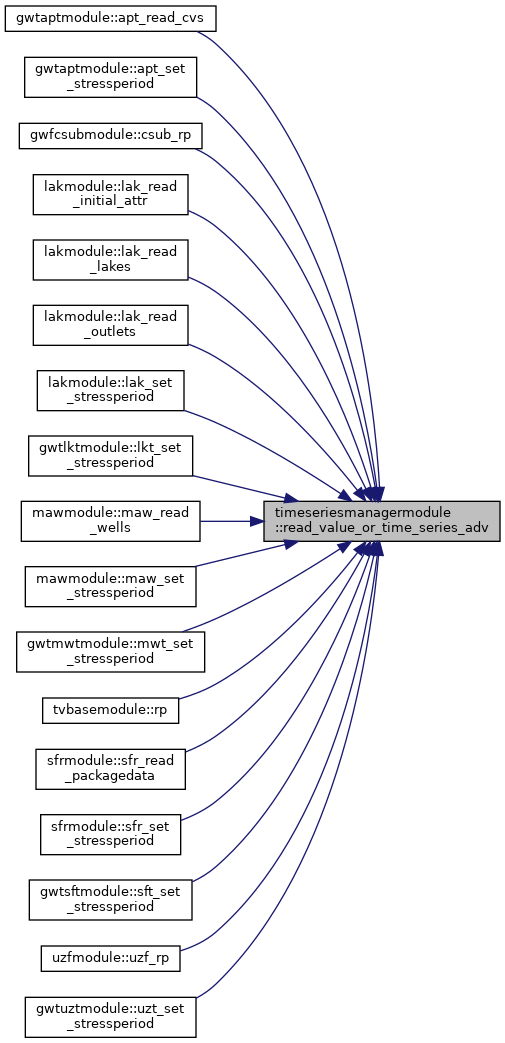 gwtaptmodule::apt_read_cvs
gwtaptmodule::apt_set
_stressperiod
gwfcsubmodule::csub_rp
lakmodule::lak_read
_initial_attr
lakmodule::lak_read
_lakes
lakmodule::lak_read
_outlets
lakmodule::lak_set
_stressperiod
gwtlktmodule::lkt_set
_stressperiod
mawmodule::maw_read
_wells
timeseriesmanagermodule
::read_value_or_time_series_adv
mawmodule::maw_set
_stressperiod
gwtmwtmodule::mwt_set
_stressperiod
tvbasemodule::rp
sfrmodule::sfr_read
_packagedata
sfrmodule::sfr_set
_stressperiod
gwtsftmodule::sft_set
_stressperiod
uzfmodule::uzf_rp
gwtuztmodule::uzt_set
_stressperiod